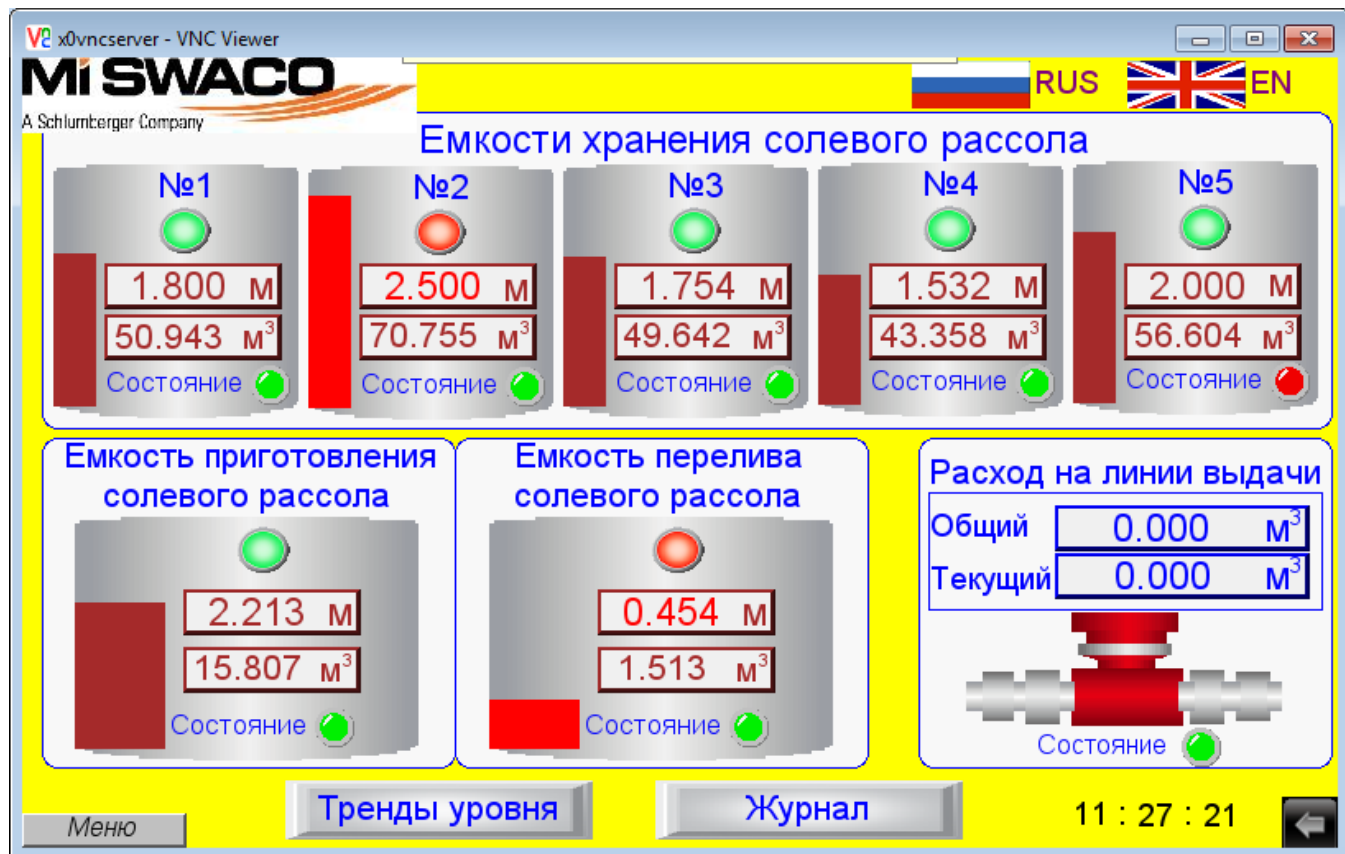 x0vncserver - VNC Viewer
Mi SWACO
A Schlumberger Company
RUS
EN
Емкости хранения солевого рассола
№1
№2
№3
№4
№5
1.800 м
2.500 м
1.754 м
1.532 м
2.000 м
50.943 м³
70.755 м³
49.642 м³
43.358 м³
56.604 м³
Состояние
Состояние
Состояние
Состояние
Состояние
Емкость приготовления
солевого рассола
2.213 м
15.807 м³
Состояние
Емкость перелива
солевого рассола
0.454 м
1.513 м³
Состояние
Расход на линии выдачи
Общий 0.000 м³
Текущий 0.000 м³
Состояние
Меню
Тренды уровня
Журнал
11 : 27 : 21